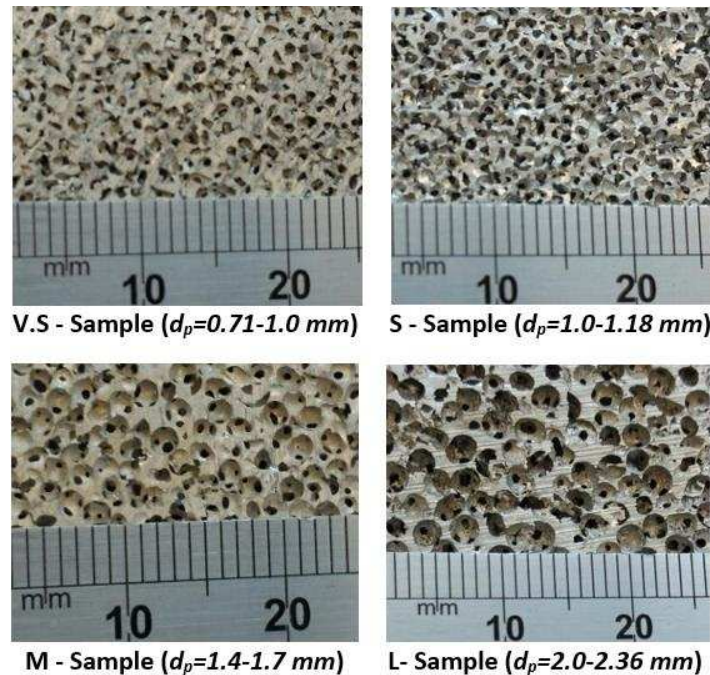 mm 10 20
mm 10 20
V.S - Sample (dp=0.71-1.0 mm)
S - Sample (dp=1.0-1.18 mm)
mm 10 20
mm 10 20
M - Sample (dp=1.4-1.7 mm)
L- Sample (dp=2.0-2.36 mm)